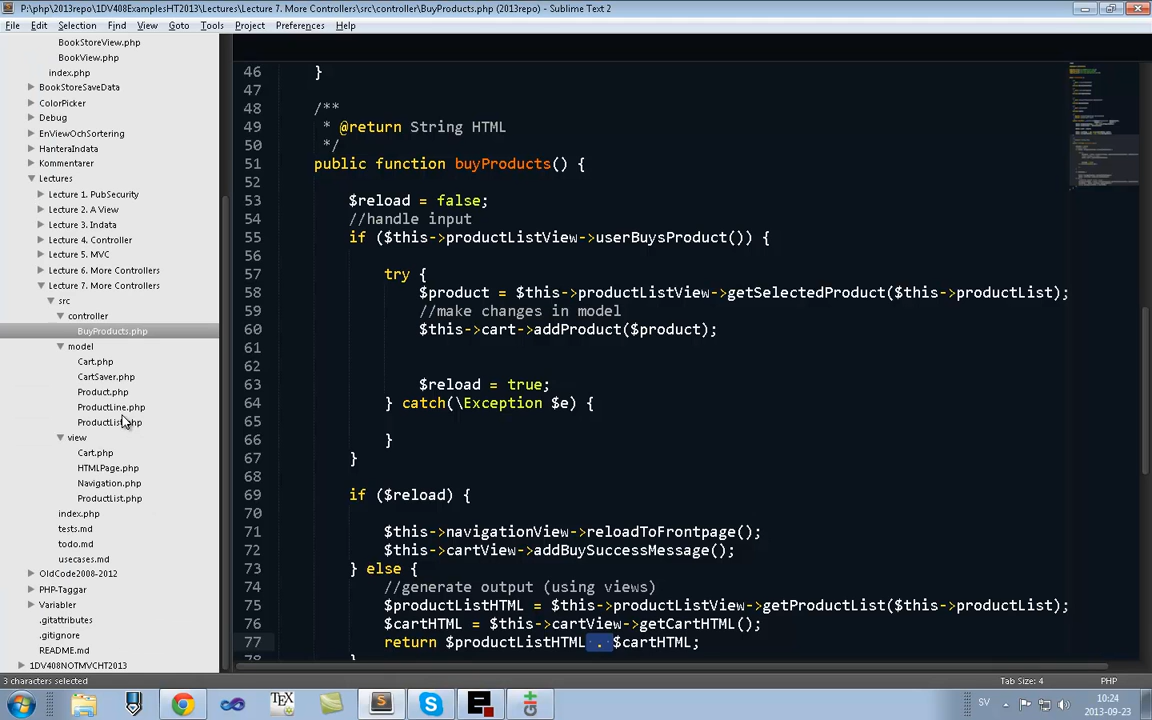 P:\php\2013repo\1DV408ExamplesHT2013\Lectures\Lecture 7. More Controllers\src\controller\BuyProducts.php (2013repo) - Sublime Text 2
File Edit Selection Find View Goto Tools Project Preferences Help
BookStoreView.php
BookView.php
index.php
BookStoreSaveData
ColorPicker
Debug
EnViewOchSortering
HanteraIndata
Kommentarer
Lectures
Lecture 1. PubSecurity
Lecture 2. A View
Lecture 3. Indata
Lecture 4. Controller
Lecture 5. MVC
Lecture 6. More Controllers
Lecture 7. More Controllers
src
controller
BuyProducts.php
model
Cart.php
CartSaver.php
Product.php
ProductLine.php
ProductList.php
view
Cart.php
HTMLPage.php
Navigation.php
ProductList.php
index.php
tests.md
todo.md
usecases.md
OldCode2008-2012
PHP-Tagger
Variabler
.gitattributes
.gitignore
README.md
1DV408NOTMVCHT2013
46 }
47
48 /**
49 * @return String HTML
50 */
51 public function buyProducts() {
52
53 $reload = false;
54 //handle input
55 if ($this->productListView->userBuysProduct()) {
56
57 try {
58 $product = $this->productListView->getSelectedProduct($this->productList);
59 //make changes in model
60 $this->cart->addProduct($product);
61
62
63 $reload = true;
64 } catch(\Exception $e) {
65
66 }
67 }
68
69 if ($reload) {
70
71 $this->navigationView->reloadToFrontpage();
72 $this->cartView->addBuySuccessMessage();
73 } else {
74 //generate output (using views)
75 $productListHTML = $this->productListView->getProductList($this->productList);
76 $cartHTML = $this->cartView->getCartHTML();
77 return $productListHTML . $cartHTML;
78 }
3 characters selected
Tab Size: 4 PHP
TEX
SV
10:24
2013-09-23